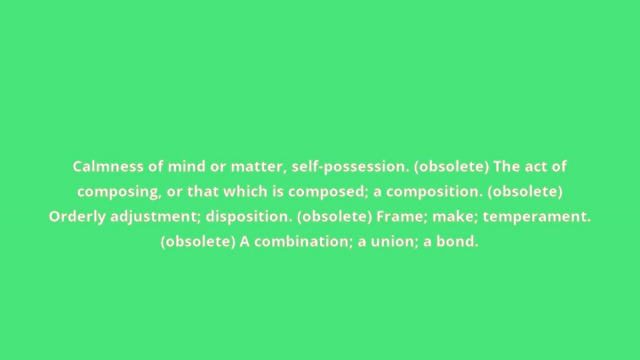 Calmness of mind or matter, self-possession. (obsolete) The act of
composing, or that which is composed; a composition. (obsolete)
Orderly adjustment; disposition. (obsolete) Frame; make; temperament.
(obsolete) A combination; a union; a bond.